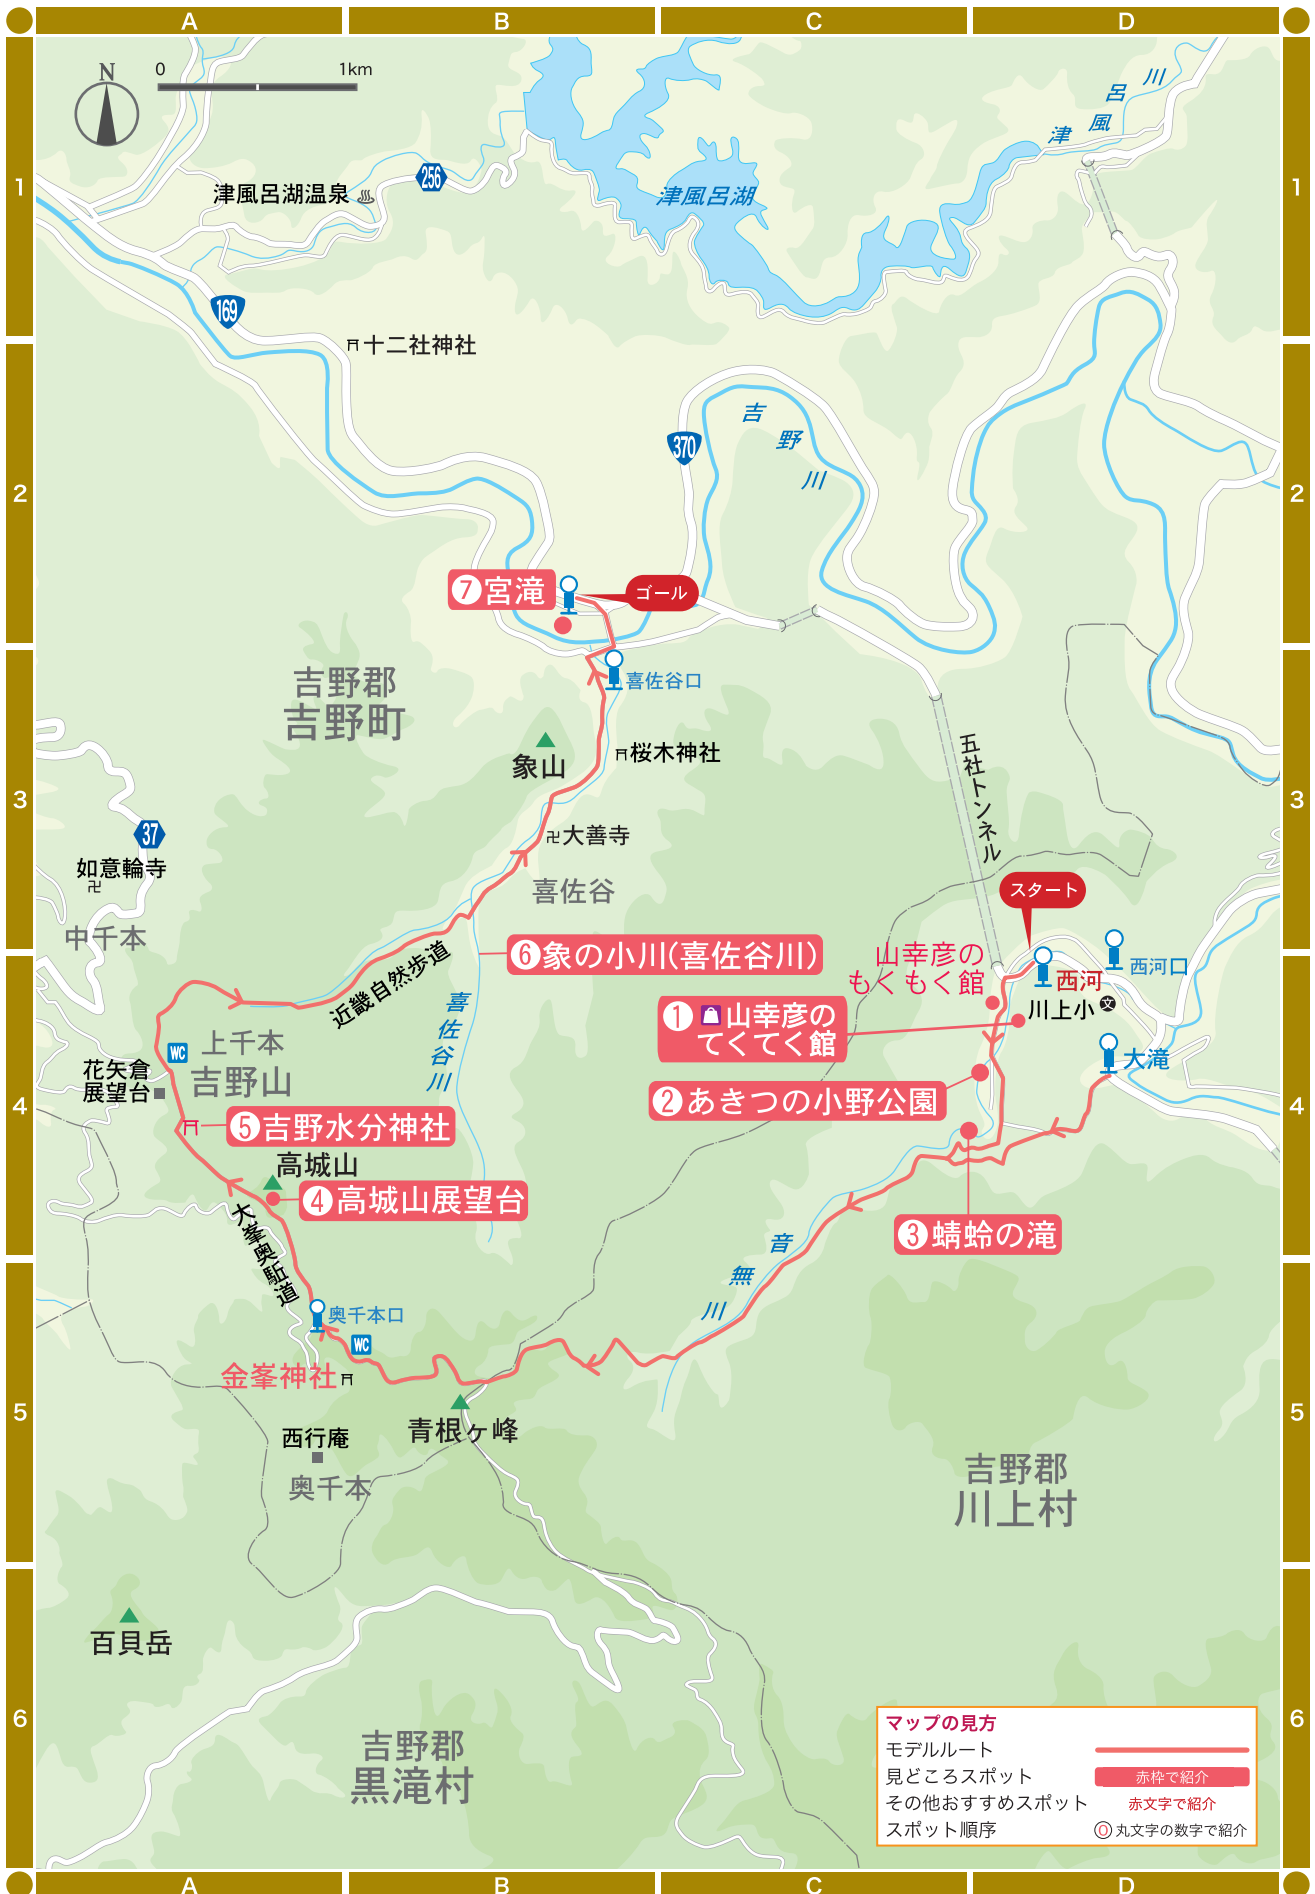 A
B
C
D
N
0
1km
1
津風呂湖温泉
256
津風呂湖
津風呂川
1
169
十二社神社
370
吉野川
2
2
⑦宮滝
ゴール
喜佐谷口
吉野郡
吉野町
象山
桜木神社
五社トンネル
3
3
37
如意輪寺
大善寺
喜佐谷
中千本
スタート
近畿自然歩道
⑥象の小川(喜佐谷川)
山幸彦の
もくもく館
西河
西河口
川上小
文
①山幸彦の
てくてく館
喜佐谷川
上千本
吉野山
WC
花矢倉
展望台
大滝
②あきつの小野公園
4
4
⑤吉野水分神社
高城山
④高城山展望台
③蜻蛉の滝
大峯奥駈道
音無川
奥千本口
WC
金峯神社
青根ヶ峰
5
5
西行庵
奥千本
吉野郡
川上村
百貝岳
吉野郡
黒滝村
6
6
マップの見方
モデルルート
見どころスポット
赤枠で紹介
その他おすすめスポット
赤文字で紹介
スポット順序
0
丸文字の数字で紹介
A
B
C
D